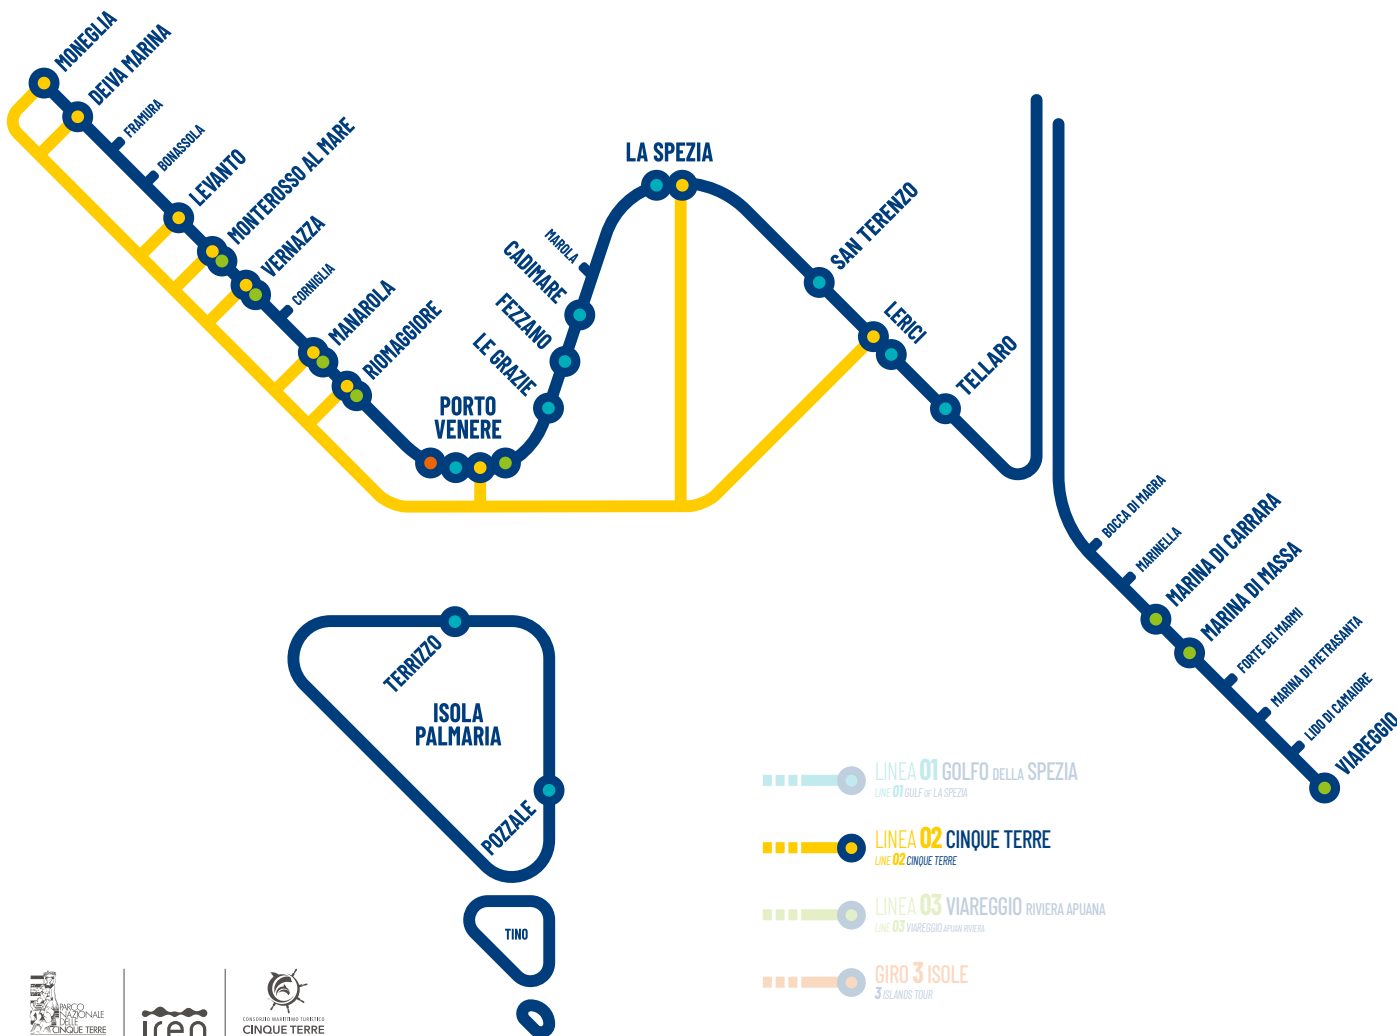 MONEGLIA
DEIVA MARINA
FRAMURA
BONASSOLA
LEVANTO
MONTEROSSO AL MARE
VERNAZZA
CORNIGLIA
MANAROLA
RIOMAGGIORE
PORTO
VENERE
LE GRAZIE
FEZZANO
CADIMARE
MAROLA
LA SPEZIA
SAN TERENZO
LERICI
TELLARO
BOCCA DI MAGRA
MARINELLA
MARINA DI CARRARA
MARINA DI MASSA
FORTE DEI MARMI
MARINA DI PIETRASANTA
LIDO DI CAMAIORE
VIAREGGIO
TERRIZZO
ISOLA
PALMARIA
POZZALE
TINO
LINEA 01 GOLFO DELLA SPEZIA
LINE 01 GULF OF LA SPEZIA
LINEA 02 CINQUE TERRE
LINE 02 CINQUE TERRE
LINEA 03 VIAREGGIO RIVIERA APUANA
LINE 03 VIAREGGIO APUAN RIVIERA
GIRO 3 ISOLE
3 ISLANDS TOUR
PARCO
NAZIONALE
DELLE
CINQUE TERRE
iren
CONSORZIO MARITTIMO TURISTICO
CINQUE TERRE